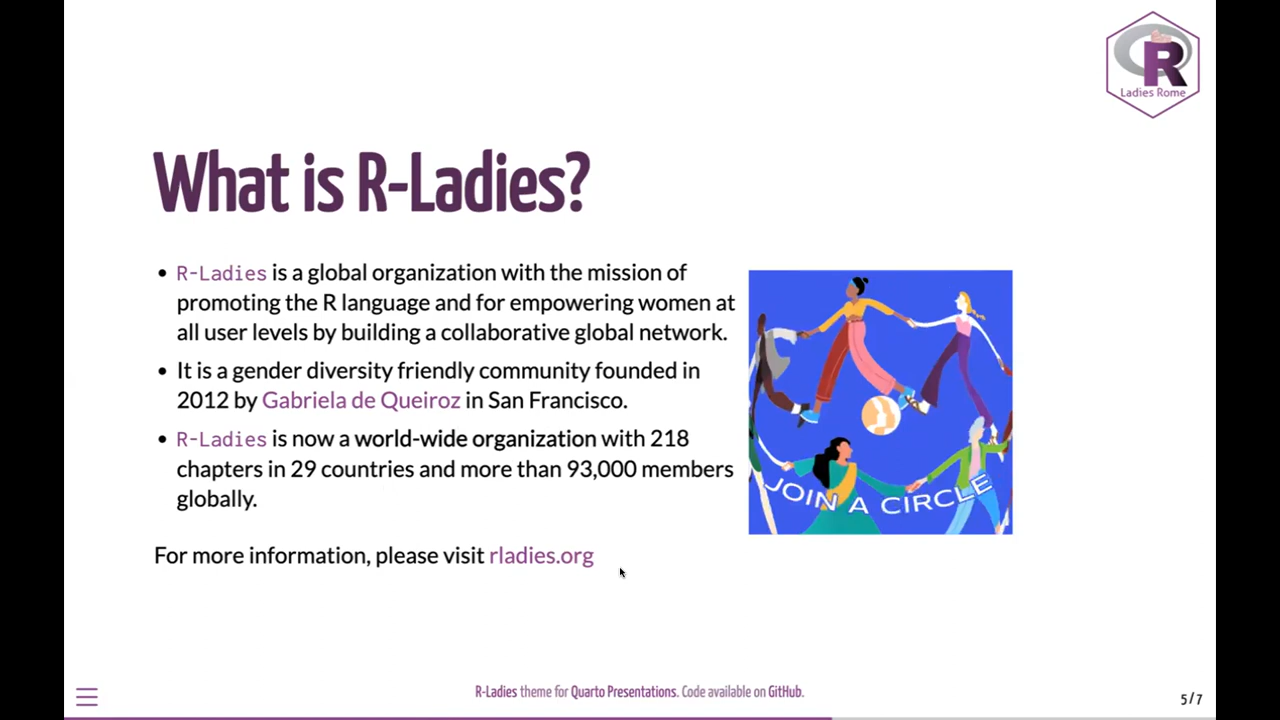 R
Ladies Rome
What is R-Ladies?
• R-Ladies is a global organization with the mission of
promoting the R language and for empowering women at
all user levels by building a collaborative global network.
• It is a gender diversity friendly community founded in
2012 by Gabriela de Queiroz in San Francisco.
• R-Ladies is now a world-wide organization with 218
chapters in 29 countries and more than 93,000 members
globally.
JOIN A CIRCLE
For more information, please visit rladies.org
R-Ladies theme for Quarto Presentations. Code available on GitHub.
5 / 7